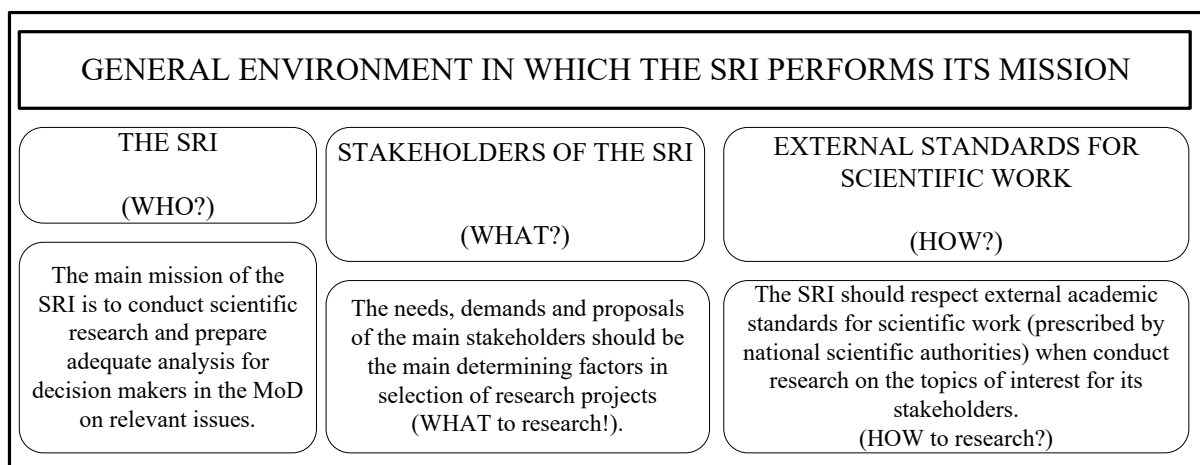 GENERAL ENVIRONMENT IN WHICH THE SRI PERFORMS ITS MISSION
THE SRI
(WHO?)
The main mission of the
SRI is to conduct scientific
research and prepare
adequate analysis for
decision makers in the MoD
on relevant issues.
STAKEHOLDERS OF THE SRI
(WHAT?)
The needs, demands and proposals
of the main stakeholders should be
the main determining factors in
selection of research projects
(WHAT to research!).
EXTERNAL STANDARDS FOR
SCIENTIFIC WORK
(HOW?)
The SRI should respect external academic
standards for scientific work (prescribed by
national scientific authorities) when conduct
research on the topics of interest for its
stakeholders.
(HOW to research?)